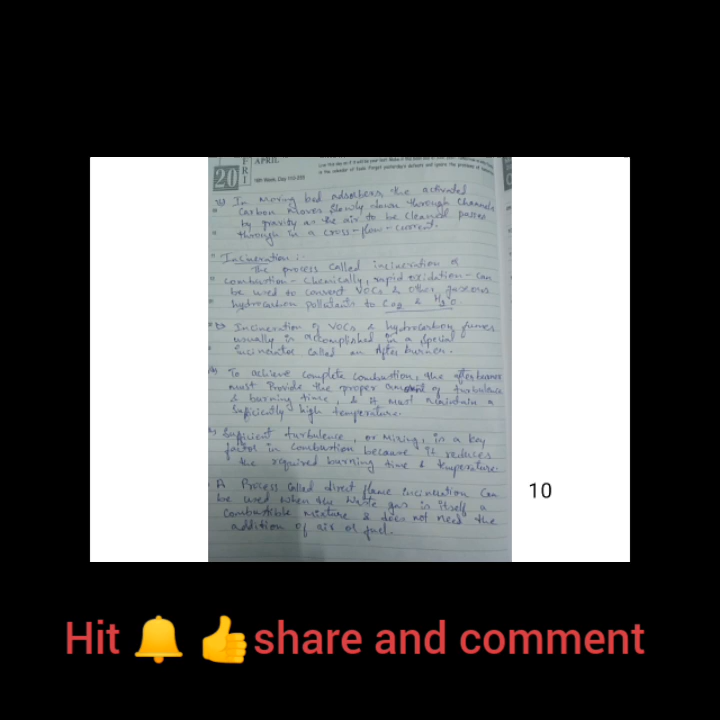 20
FRI
APRIL
In moving bed adsorbers, the activated
Carbon moves slowly down through channels
by gravity as the air to be cleaned passes
through in a cross-flow-current.
Incineration:
The process called incineration or
combustion - chemically, rapid oxidation - can
be used to convert VOCs & other gaseous
hydrocarbon pollutants to CO2 & H2O
Incineration of VOCs & hydrocarbon fumes
usually is accomplished in a special
incinerator called an After burner.
To achieve complete combustion, the afterburner
must Provide the proper amount of turbulence
& burning time, & it must maintain a
sufficiently high temperature.
Sufficient turbulence, or mixing, is a key
factor in combustion because it reduces
the required burning time & temperature.
A Process called direct flame incineration can
be used when the waste gas is itself a
combustible mixture & does not need the
addition of air or fuel.
10
Hit 🔔 👍share and comment